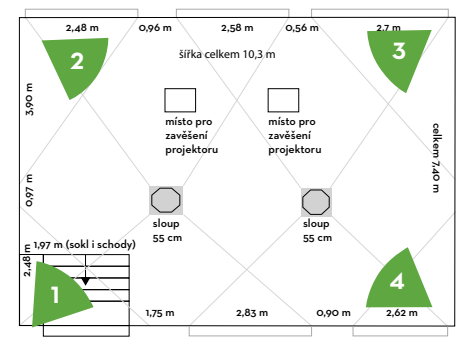 2,48 m 0,96 m 2,58 m 0,56 m 2,7 m
šířka celkem 10,3 m
2
3
3,90 m
místo pro
zavěšení
projektoru
místo pro
zavěšení
projektoru
celkem 7,40 m
0,97 m
sloup
55 cm
sloup
55 cm
1,97 m (sokl i schody)
2,48 m
1
4
1,75 m 2,83 m 0,90 m 2,62 m